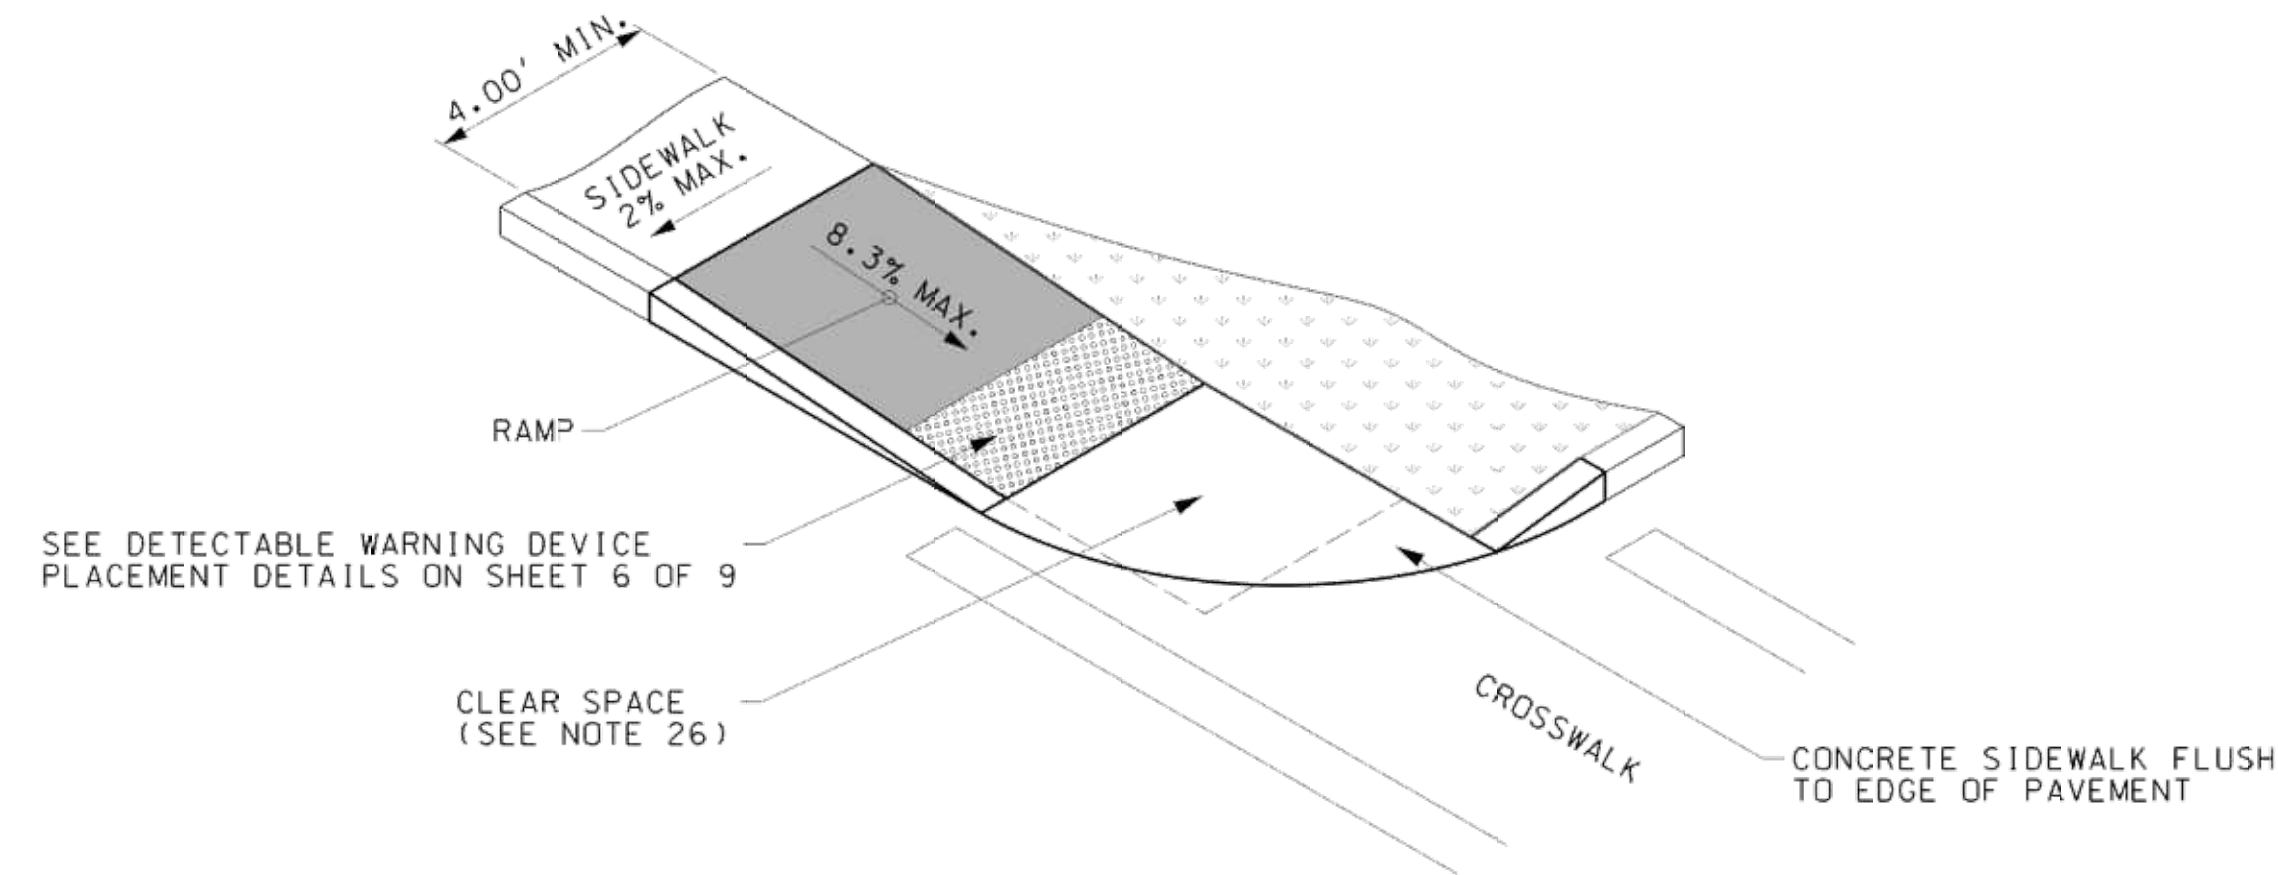 4.00' MIN.
SIDEWALK
2% MAX.
8.3% MAX.
RAMP
SEE DETECTABLE WARNING DEVICE
PLACEMENT DETAILS ON SHEET 6 OF 9
CLEAR SPACE
(SEE NOTE 26)
CROSSWALK
CONCRETE SIDEWALK FLUSH
TO EDGE OF PAVEMENT